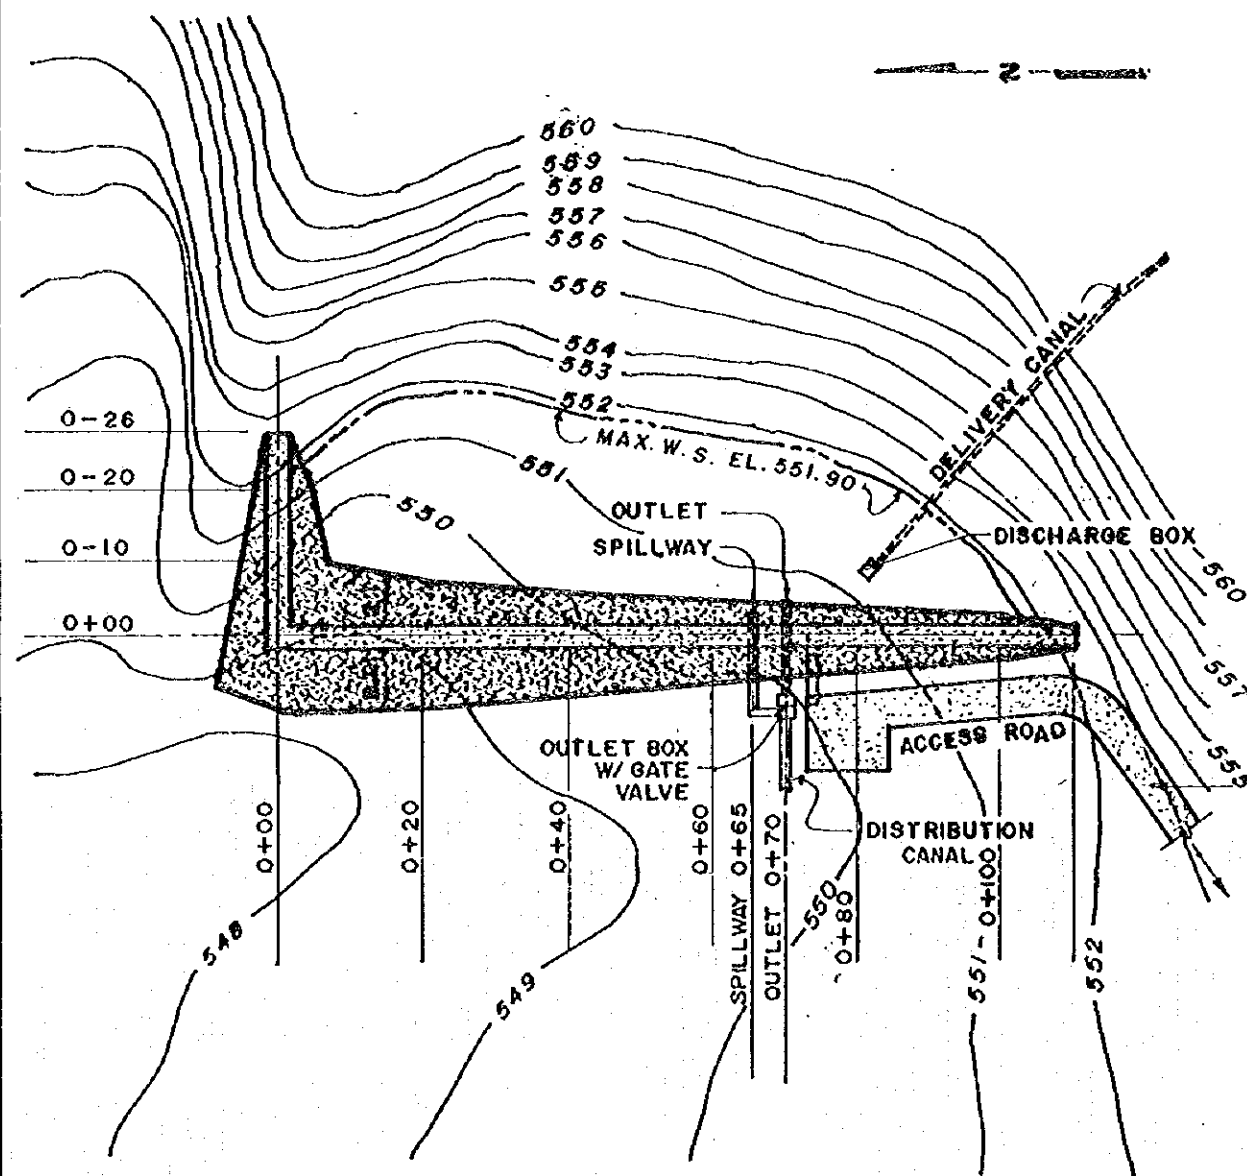 N
560
559
558
557
556
555
554
553
552
MAX. W. S. EL. 551.90
551
550
DELIVERY CANAL
0-26
0-20
0-10
0+00
OUTLET
SPILLWAY
DISCHARGE BOX
560
557
555
ACCESS ROAD
OUTLET BOX
W/ GATE
VALVE
DISTRIBUTION
CANAL
0+00
0+20
0+40
0+60
SPILLWAY 0+65
OUTLET 0+70
0+80
0+100
548
549
550
551
552